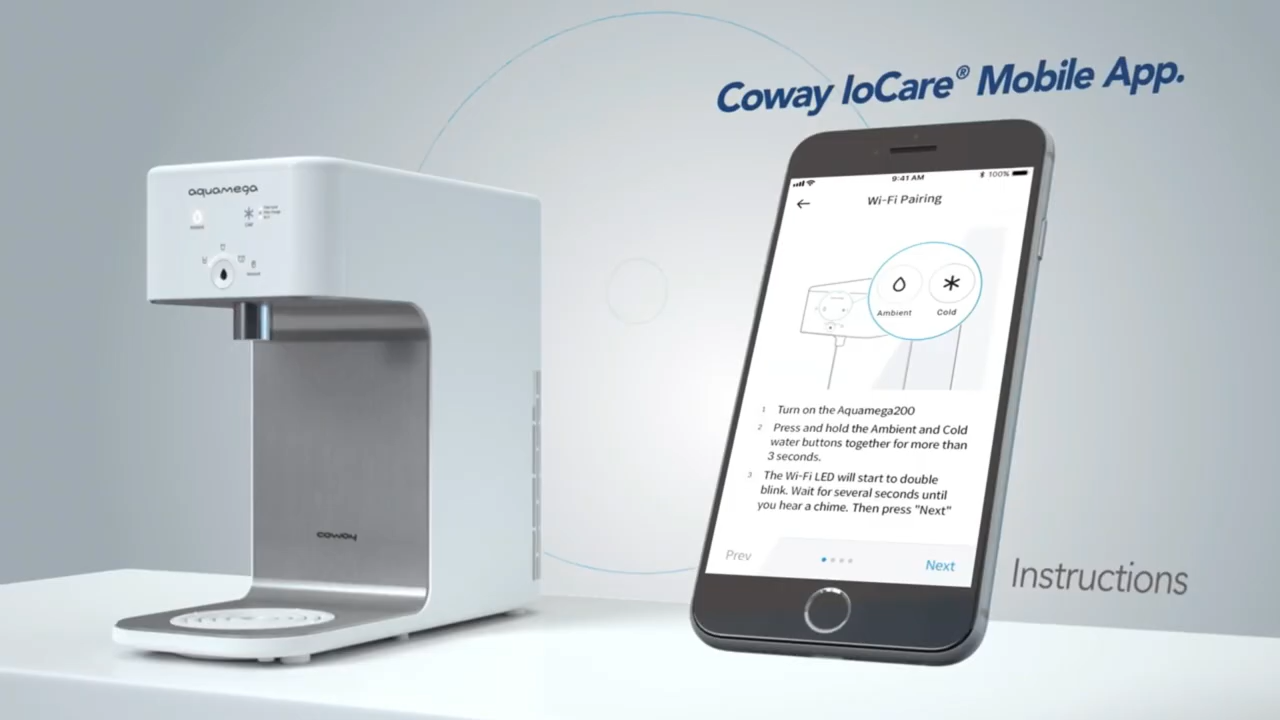 Coway IoCare® Mobile App.
aquamega
9:41 AM
100%
Wi-Fi Pairing
Ambient
Cold
1 Turn on the Aquamega200
2 Press and hold the Ambient and Cold
water buttons together for more than
3 seconds.
3 The Wi-Fi LED will start to double
blink. Wait for several seconds until
you hear a chime. Then press "Next"
coway
Prev
Next
Instructions